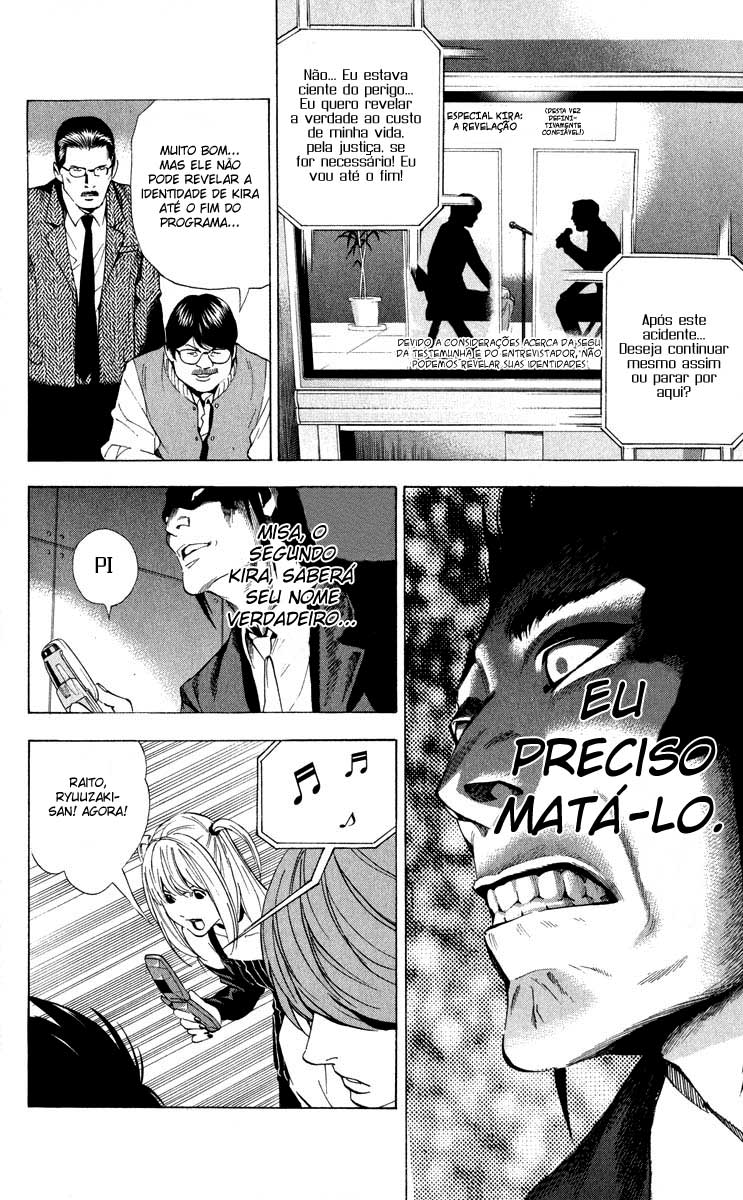 Após este
acidente...
Deseja continuar
mesmo assim
ou parar por
aqui?
Não... Eu estava
ciente do perigo...
Eu quero revelar
a verdade ao custo
de minha vida,
pela justiça, se
for necessário! Eu
vou até o fim!
ESPECIAL KIRA:
A REVELAÇÃO
(DESTA VEZ
DEFINI-
TIVAMENTE
CONFIÁVEL!)
DEVIDO A CONSIDERAÇÕES ACERCA DA SEGU
DA TESTEMUNHA E DO ENTREVISTADOR, NÃO
PODEMOS REVELAR SUAS IDENTIDADES
MUITO BOM...
MAS ELE NÃO
PODE REVELAR A
IDENTIDADE DE KIRA
ATÉ O FIM DO
PROGRAMA...
EU
PRECISO
MATÁ-LO.
MISA, O
SEGUNDO
KIRA, SABERÁ
SEU NOME
VERDADEIRO...
PI
RAITO,
RYUUZAKI-
SAN! AGORA!